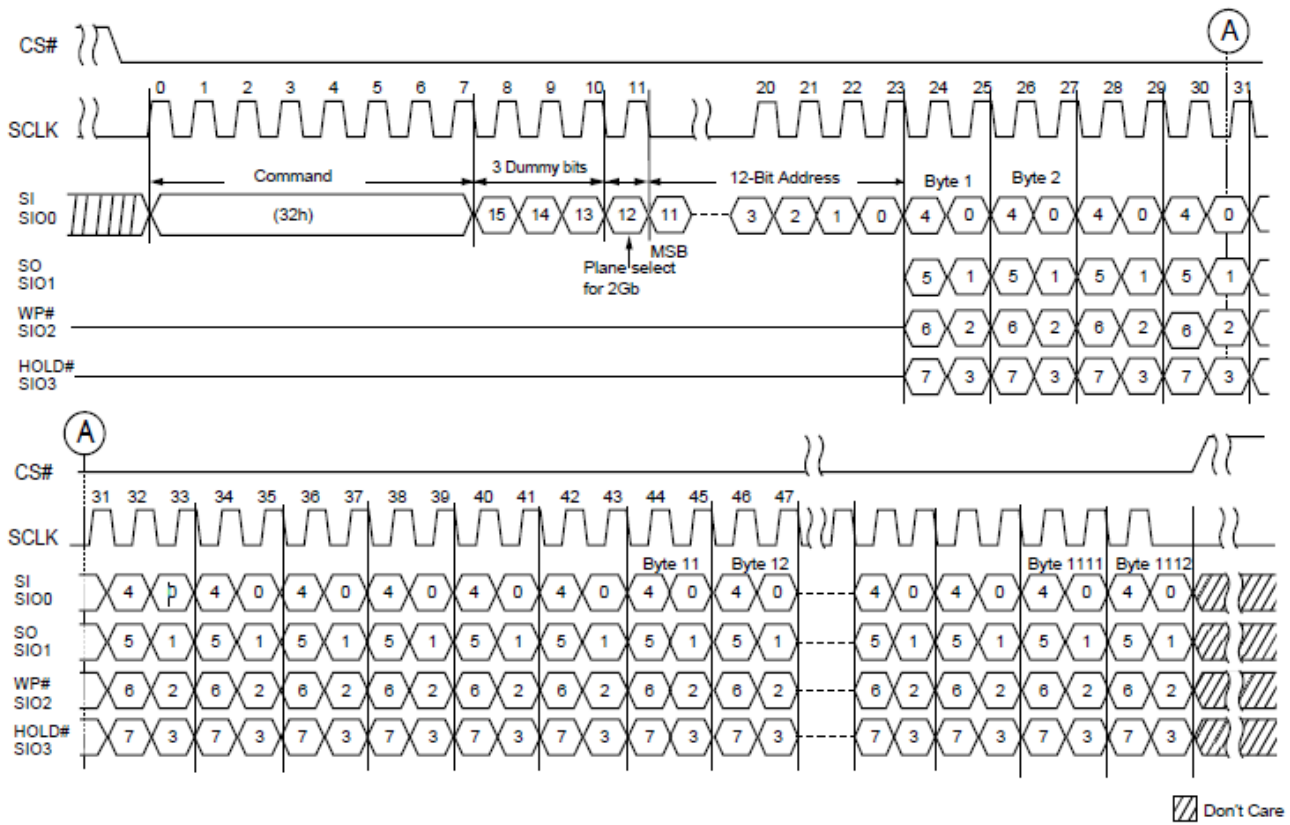 A
CS#
0 1 2 3 4 5 6 7 8 9 10 11 20 21 22 23 24 25 26 27 28 29 30 31
SCLK
Command 3 Dummy bits 12-Bit Address Byte 1 Byte 2
SI
SIO0
(32h) 15 14 13 12 11 3 2 1 0 4 0 4 0 4 0 4 0
MSB
Plane select
for 2Gb
SO
SIO1
5 1 5 1 5 1 5 1
WP#
SIO2
6 2 6 2 6 2 6 2
HOLD#
SIO3
7 3 7 3 7 3 7 3
A
CS#
31 32 33 34 35 36 37 38 39 40 41 42 43 44 45 46 47
SCLK
Byte 11 Byte 12 Byte 1111 Byte 1112
SI
SIO0
4 0 4 0 4 0 4 0 4 0 4 0 4 0 4 0 4 0 4 0 4 0 4 0
SO
SIO1
5 1 5 1 5 1 5 1 5 1 5 1 5 1 5 1 5 1 5 1 5 1 5 1
WP#
SIO2
6 2 6 2 6 2 6 2 6 2 6 2 6 2 6 2 6 2 6 2 6 2 6 2
HOLD#
SIO3
7 3 7 3 7 3 7 3 7 3 7 3 7 3 7 3 7 3 7 3 7 3 7 3
Don't Care